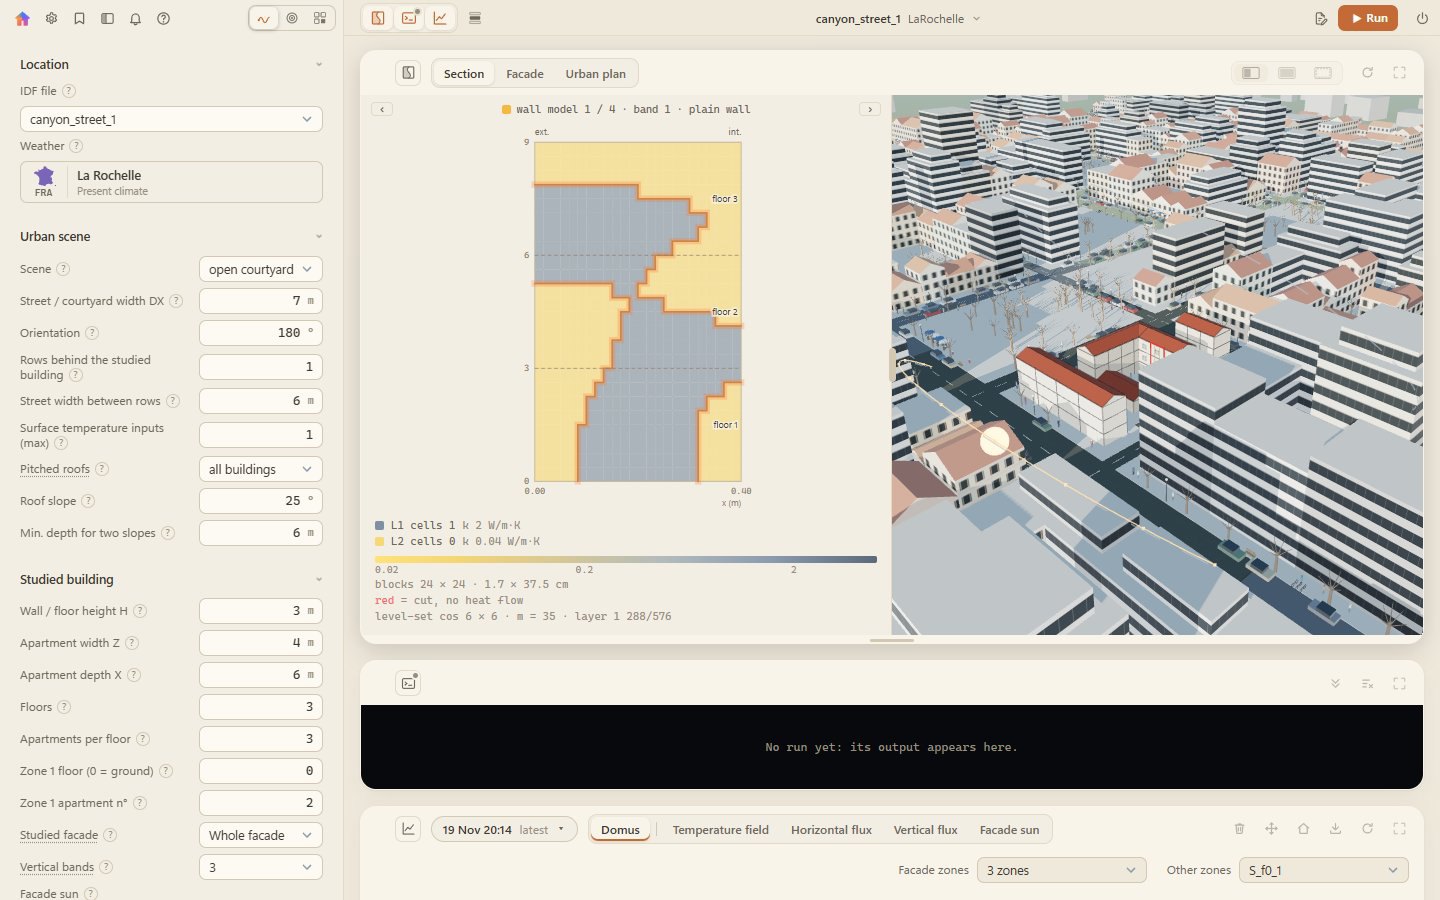 canyon_street_1 LaRochelle
Run
Location
IDF file ?
canyon_street_1
Weather ?
FRA
La Rochelle
Present climate
Urban scene
Scene ? open courtyard
Street / courtyard width DX ? 7 m
Orientation ? 180 °
Rows behind the studied
building ? 1
Street width between rows ? 6 m
Surface temperature inputs
(max) ? 1
Pitched roofs ? all buildings
Roof slope ? 25 °
Min. depth for two slopes ? 6 m
Studied building
Wall / floor height H ? 3 m
Apartment width Z ? 4 m
Apartment depth X ? 6 m
Floors ? 3
Apartments per floor ? 3
Zone 1 floor (0 = ground) ? 0
Zone 1 apartment n° ? 2
Studied facade ? Whole facade
Vertical bands ? 3
Facade sun ?
Section Facade Urban plan
‹ wall model 1 / 4 · band 1 · plain wall ›
ext. int.
9
floor 3
6
floor 2
3
floor 1
0
0.00 0.40
x (m)
L1 cells 1 k 2 W/m·K
L2 cells 0 k 0.04 W/m·K
0.02 0.2 2
blocks 24 × 24 · 1.7 × 37.5 cm
red = cut, no heat flow
level-set cos 6 × 6 · m = 35 · layer 1 288/576
No run yet: its output appears here.
19 Nov 20:14 latest
Domus Temperature field Horizontal flux Vertical flux Facade sun
Facade zones 3 zones Other zones S_f0_1